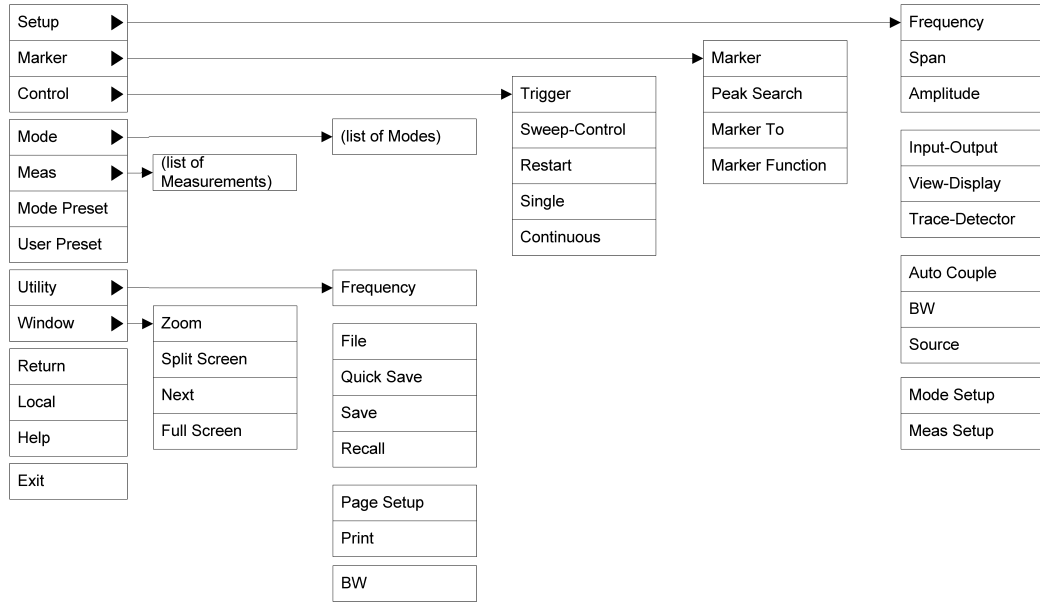 Setup
Marker
Control
Mode
Meas
Mode Preset
User Preset
Utility
Window
Return
Local
Help
Exit
(list of
Measurements)
Zoom
Split Screen
Next
Full Screen
(list of Modes)
Frequency
File
Quick Save
Save
Recall
Page Setup
Print
BW
Trigger
Sweep-Control
Restart
Single
Continuous
Marker
Peak Search
Marker To
Marker Function
Frequency
Span
Amplitude
Input-Output
View-Display
Trace-Detector
Auto Couple
BW
Source
Mode Setup
Meas Setup